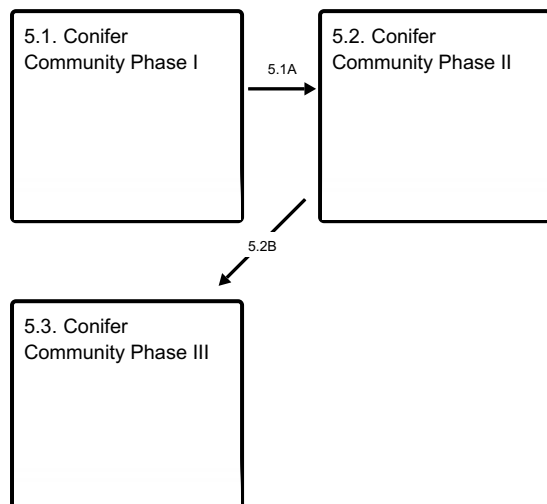 5.1. Conifer
Community Phase I
5.1A
5.2. Conifer
Community Phase II
5.2B
5.3. Conifer
Community Phase III